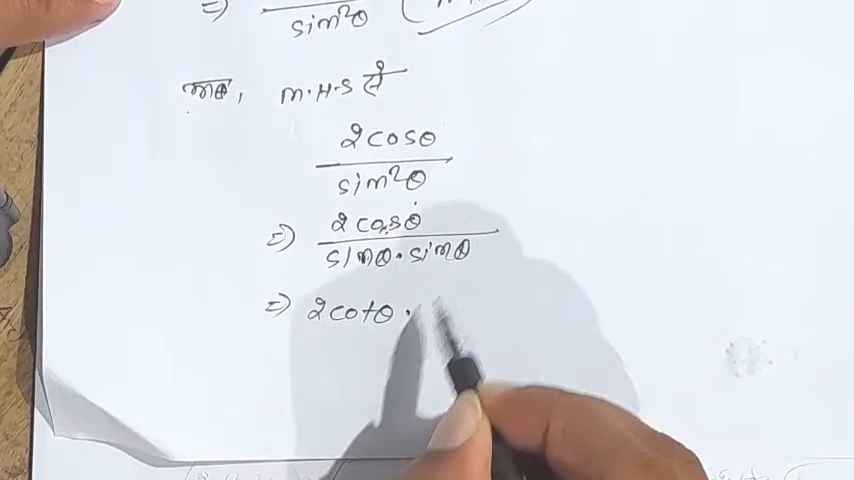 =) sin²θ (
अब, M.H.S से
2cosθ
sin²θ
=) 2cosθ
sinθ·sinθ
=) 2cotθ·